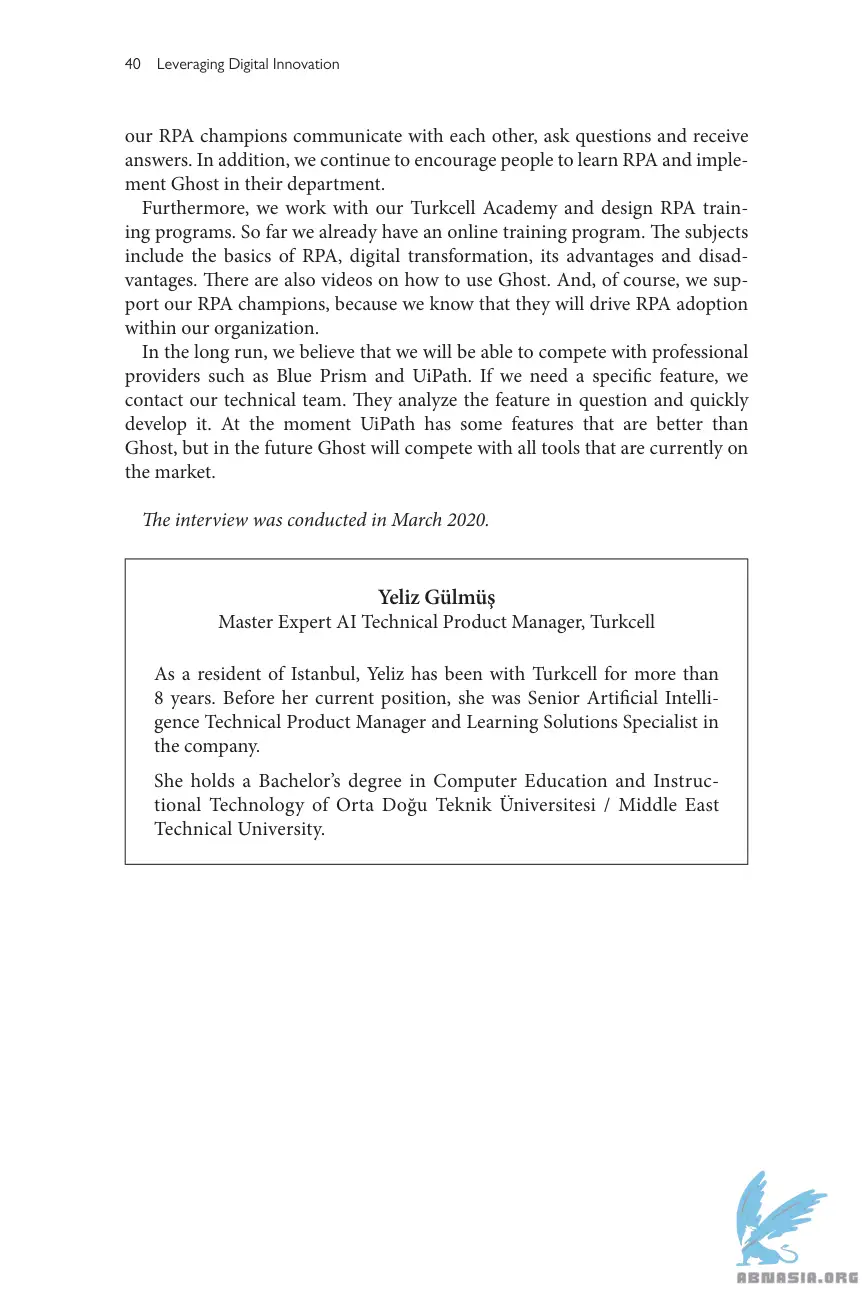 40 Leveraging Digital Innovation
our RPA champions communicate with each other, ask questions and receive
answers. In addition, we continue to encourage people to learn RPA and imple-
ment Ghost in their department.
Furthermore, we work with our Turkcell Academy and design RPA train-
ing programs. So far we already have an online training program. The subjects
include the basics of RPA, digital transformation, its advantages and disad-
vantages. There are also videos on how to use Ghost. And, of course, we sup-
port our RPA champions, because we know that they will drive RPA adoption
within our organization.
In the long run, we believe that we will be able to compete with professional
providers such as Blue Prism and UiPath. If we need a specific feature, we
contact our technical team. They analyze the feature in question and quickly
develop it. At the moment UiPath has some features that are better than
Ghost, but in the future Ghost will compete with all tools that are currently on
the market.
The interview was conducted in March 2020.
Yeliz Gülmüş
Master Expert AI Technical Product Manager, Turkcell
As a resident of Istanbul, Yeliz has been with Turkcell for more than
8 years. Before her current position, she was Senior Artificial Intelli-
gence Technical Product Manager and Learning Solutions Specialist in
the company.
She holds a Bachelor's degree in Computer Education and Instruc-
tional Technology of Orta Doğu Teknik Üniversitesi / Middle East
Technical University.
ABNASIA.ORG